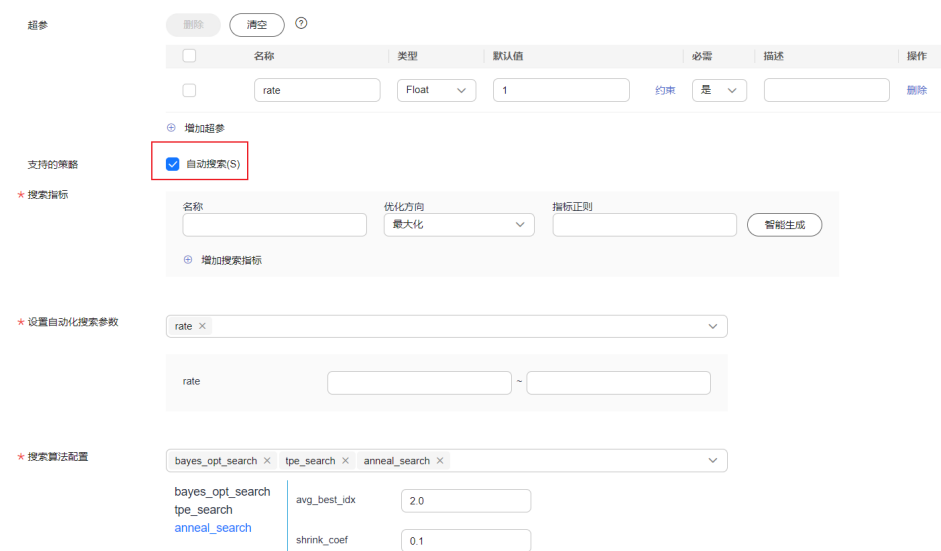 超参 删除 清空 ?
名称 类型 默认值 必需 描述 操作
rate Float 1 约束 是 删除
增加超参
支持的策略 自动搜索(S)
* 搜索指标
名称 优化方向 指标正则
最大化 智能生成
增加搜索指标
* 设置自动化搜索参数 rate ×
rate ~
* 搜索算法配置 bayes_opt_search × tpe_search × anneal_search ×
bayes_opt_search avg_best_idx 2.0
tpe_search
anneal_search
shrink_coef 0.1